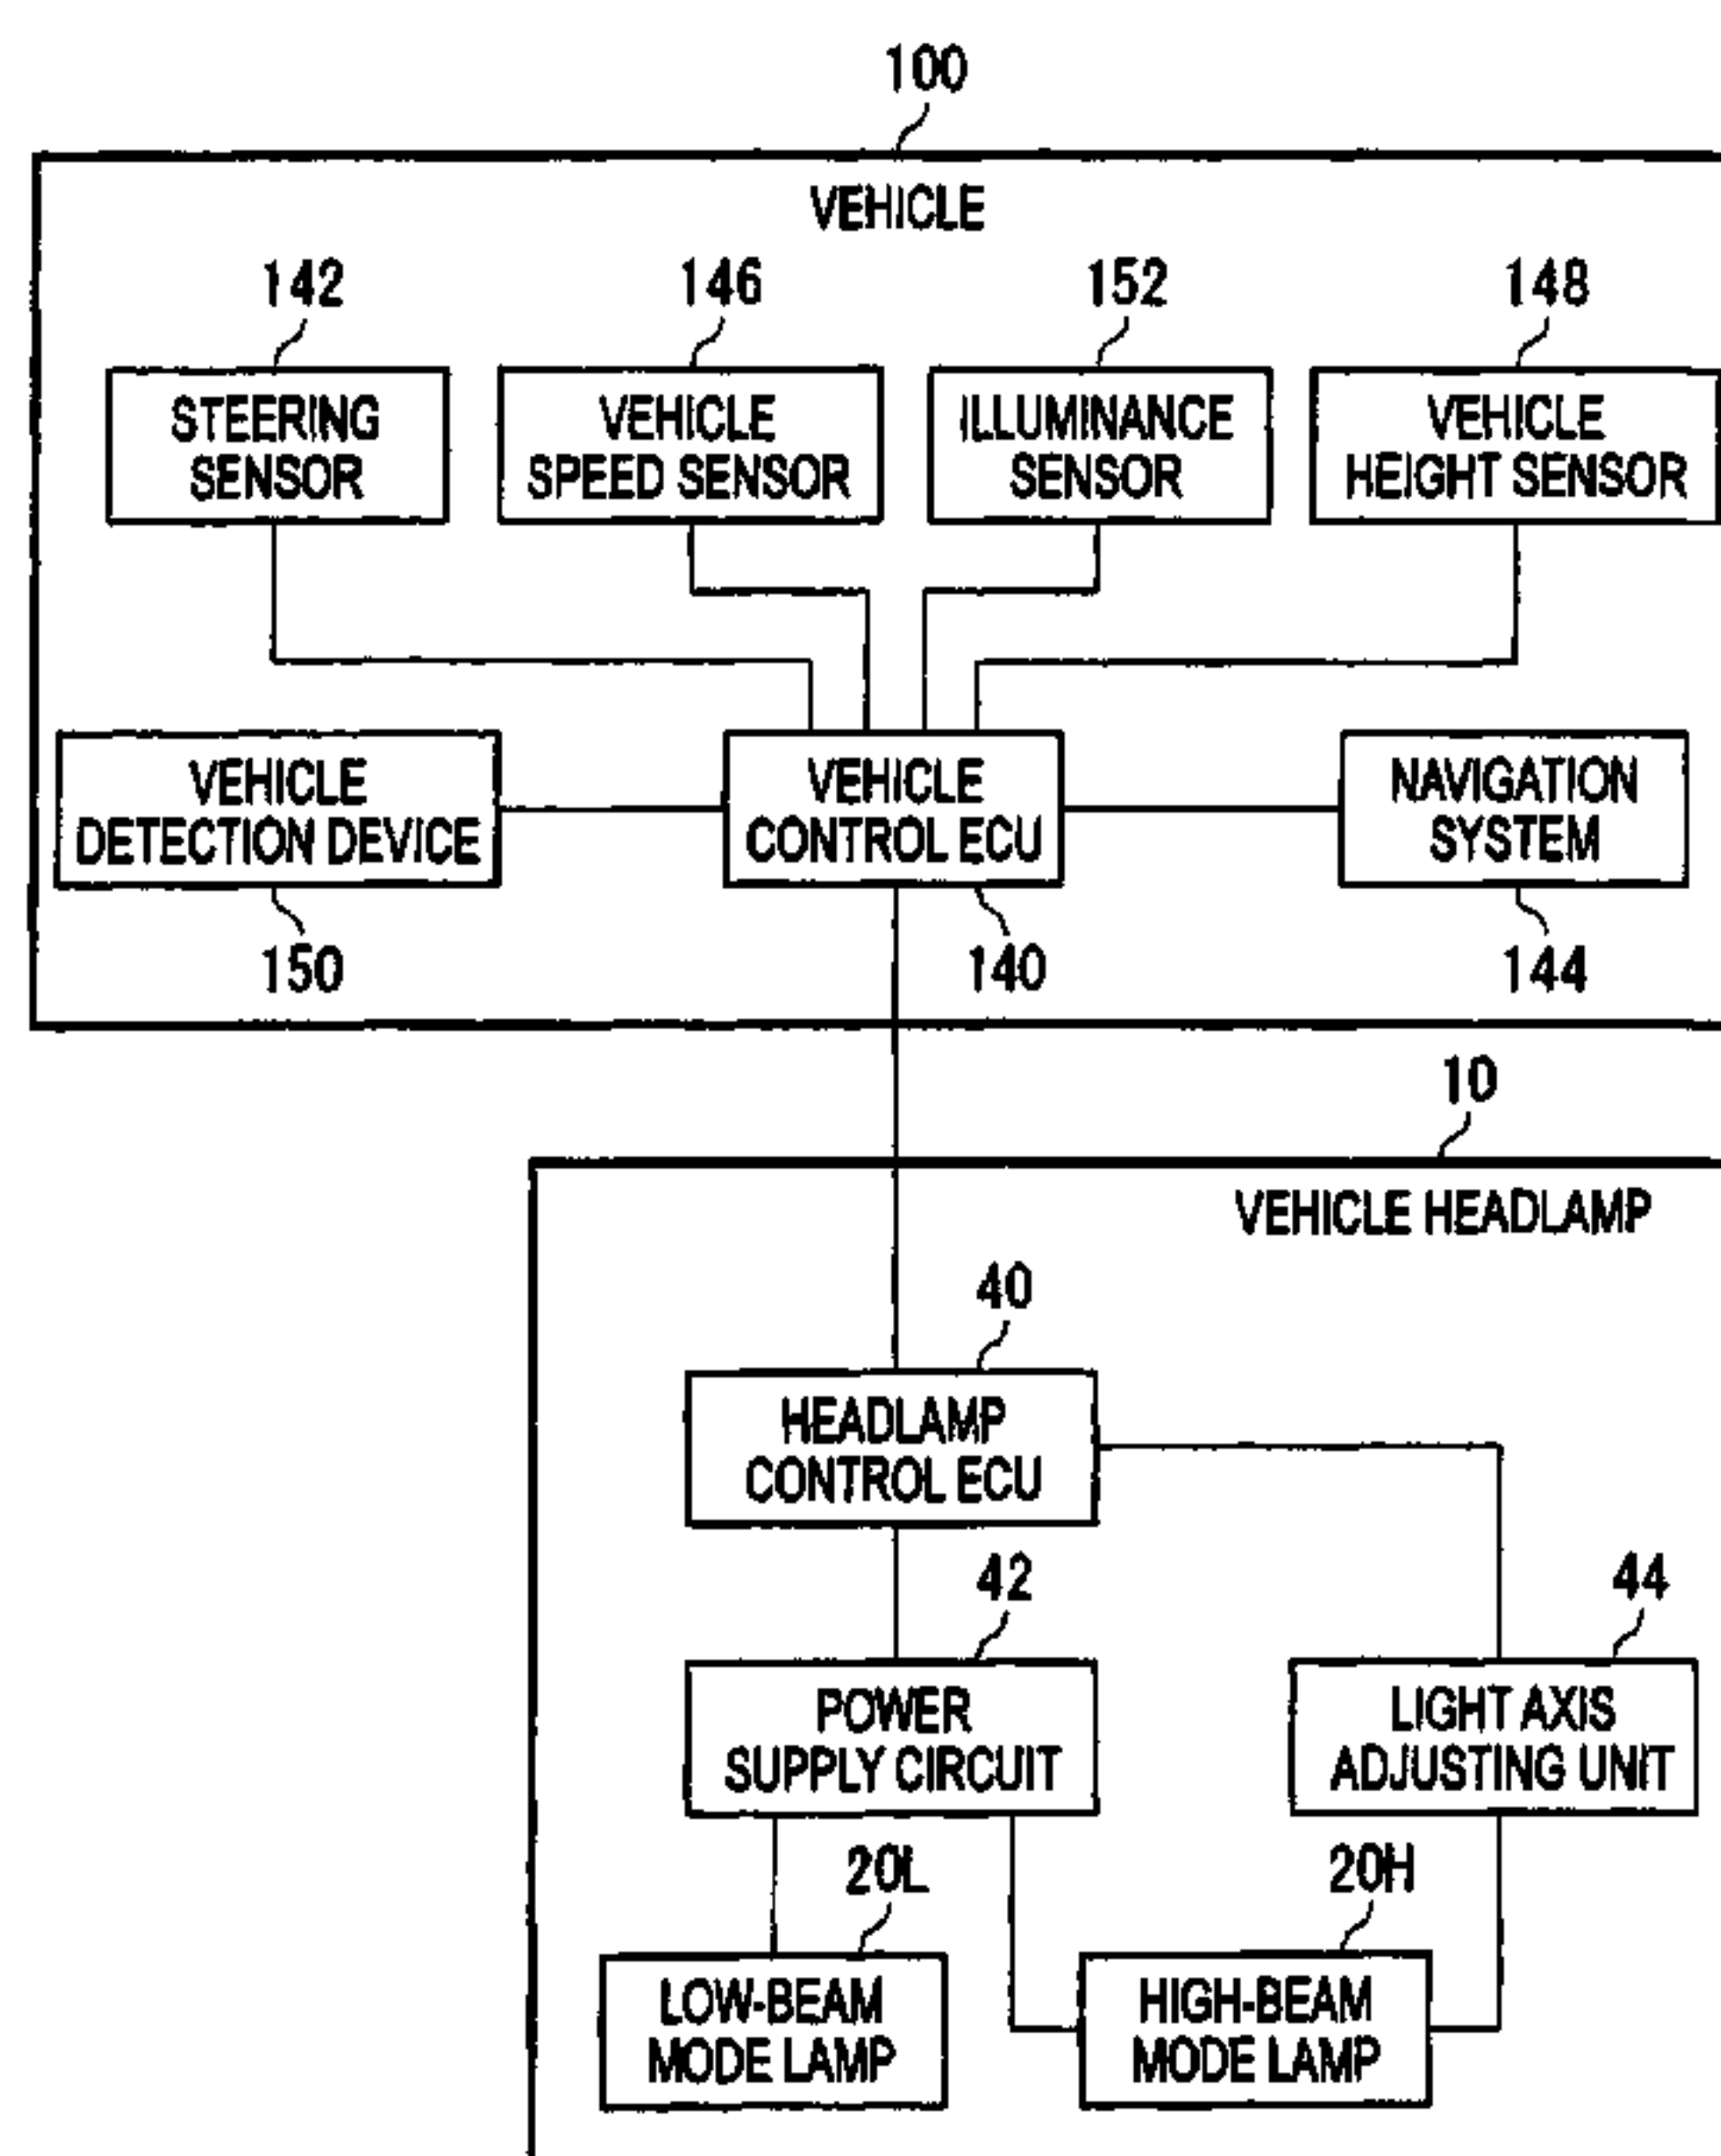 100
VEHICLE
142
146
152
148
STEERING
SENSOR
VEHICLE
SPEED SENSOR
ILLUMINANCE
SENSOR
VEHICLE
HEIGHT SENSOR
VEHICLE
DETECTION DEVICE
VEHICLE
CONTROL ECU
NAVIGATION
SYSTEM
150
140
144
10
VEHICLE HEADLAMP
40
HEADLAMP
CONTROL ECU
42
44
POWER
SUPPLY CIRCUIT
LIGHT AXIS
ADJUSTING UNIT
20L
20H
LOW-BEAM
MODE LAMP
HIGH-BEAM
MODE LAMP